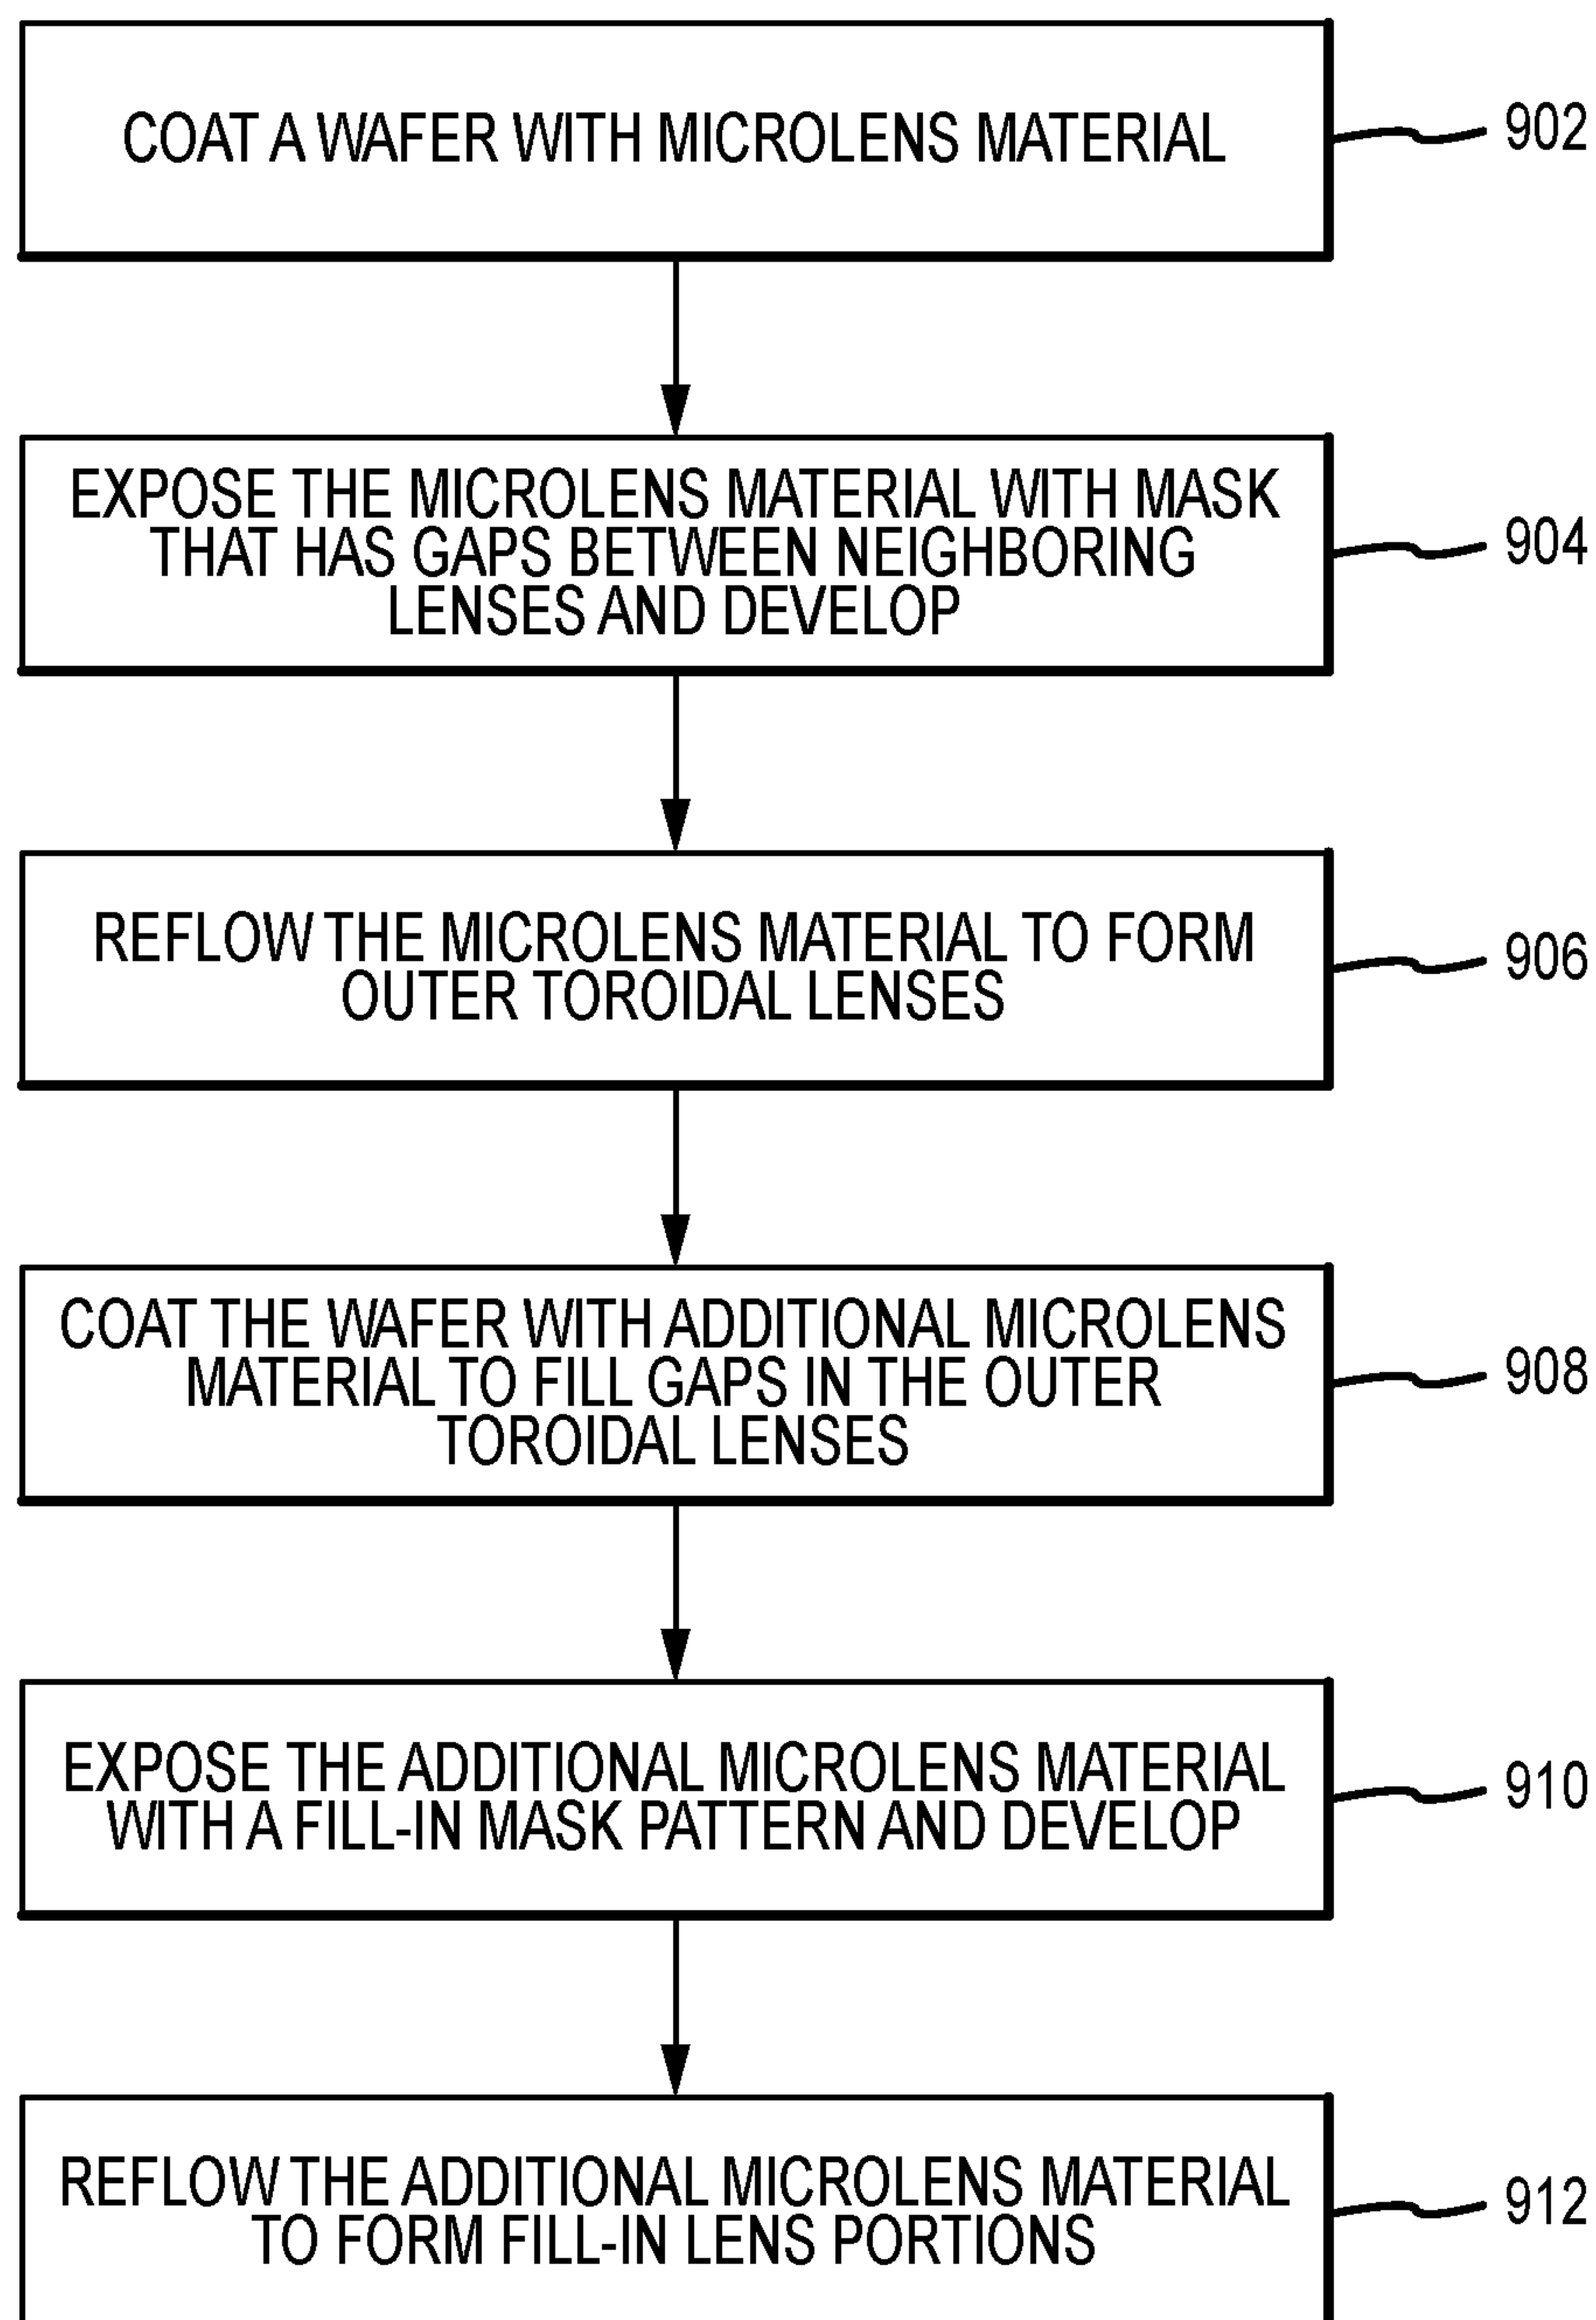 COAT A WAFER WITH MICROLENS MATERIAL
902
EXPOSE THE MICROLENS MATERIAL WITH MASK
THAT HAS GAPS BETWEEN NEIGHBORING
LENSES AND DEVELOP
904
REFLOW THE MICROLENS MATERIAL TO FORM
OUTER TOROIDAL LENSES
906
COAT THE WAFER WITH ADDITIONAL MICROLENS
MATERIAL TO FILL GAPS IN THE OUTER
TOROIDAL LENSES
908
EXPOSE THE ADDITIONAL MICROLENS MATERIAL
WITH A FILL-IN MASK PATTERN AND DEVELOP
910
REFLOW THE ADDITIONAL MICROLENS MATERIAL
TO FORM FILL-IN LENS PORTIONS
912